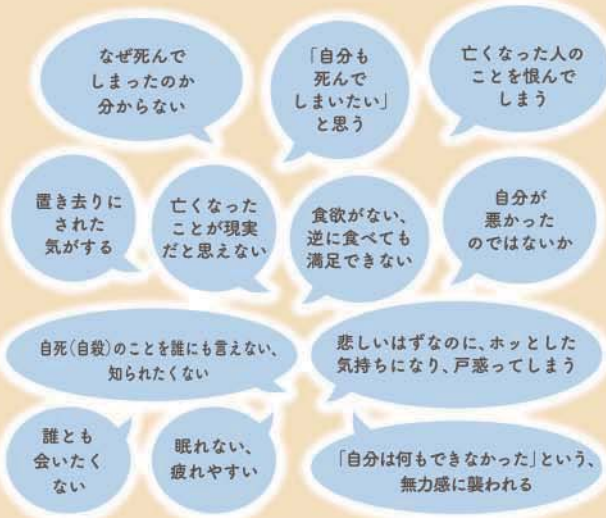 なぜ死んで
しまったのか
分からない
「自分も
死んで
しまいたい」
と思う
亡くなった人の
ことを恨んで
しまう
置き去りに
された
気がする
亡くなった
ことが現実
だと思えない
食欲がない、
逆に食べても
満足できない
自分が
悪かった
のではないか
自死(自殺)のことを誰にも言えない、
知られたくない
悲しいはずなのに、ホッとした
気持ちになり、戸惑ってしまう
誰とも
会いたく
ない
眠れない、
疲れやすい
「自分は何もできなかった」という、
無力感に襲われる